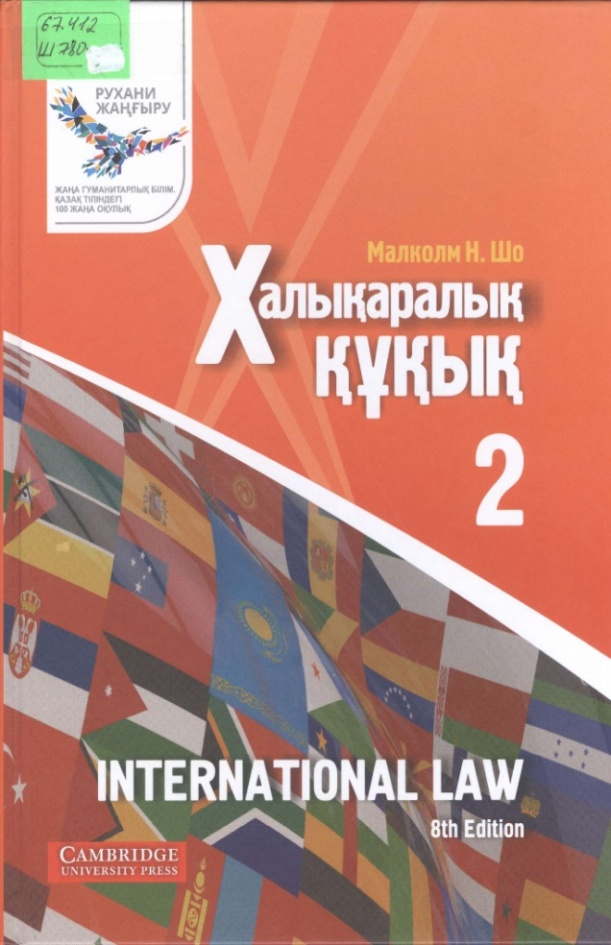 67.412
Ш 780
РУХАНИ
ЖАҢҒЫРУ
ЖАҢА ГУМАНИТАРЛЫҚ БІЛІМ.
ҚАЗАҚ ТІЛІНДЕГІ
100 ЖАҢА ОҚУЛЫҚ
Малколм Н. Шо
Халықаралық
құқық
2
INTERNATIONAL LAW
8th Edition
CAMBRIDGE
UNIVERSITY PRESS